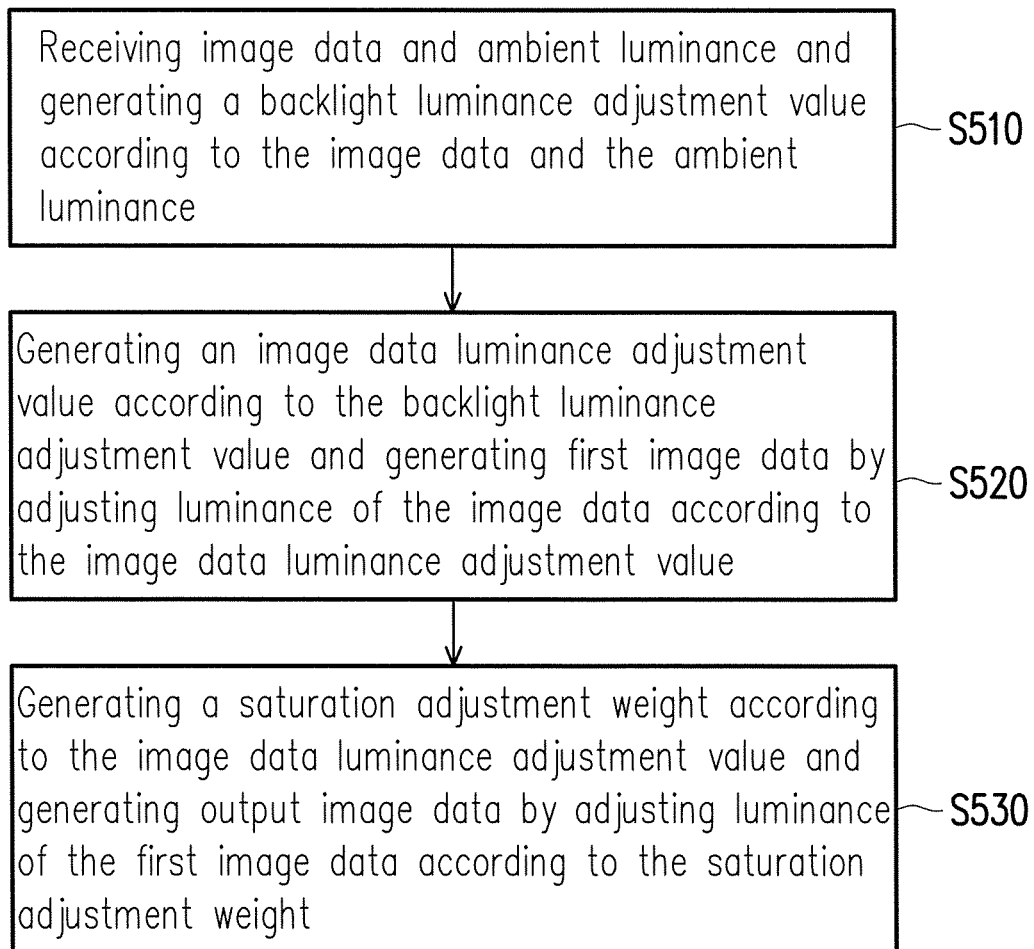 Receiving image data and ambient luminance and
generating a backlight luminance adjustment value
according to the image data and the ambient
luminance
S510
Generating an image data luminance adjustment
value according to the backlight luminance
adjustment value and generating first image data by
adjusting luminance of the image data according to
the image data luminance adjustment value
S520
Generating a saturation adjustment weight according
to the image data luminance adjustment value and
generating output image data by adjusting luminance
of the first image data according to the saturation
adjustment weight
S530